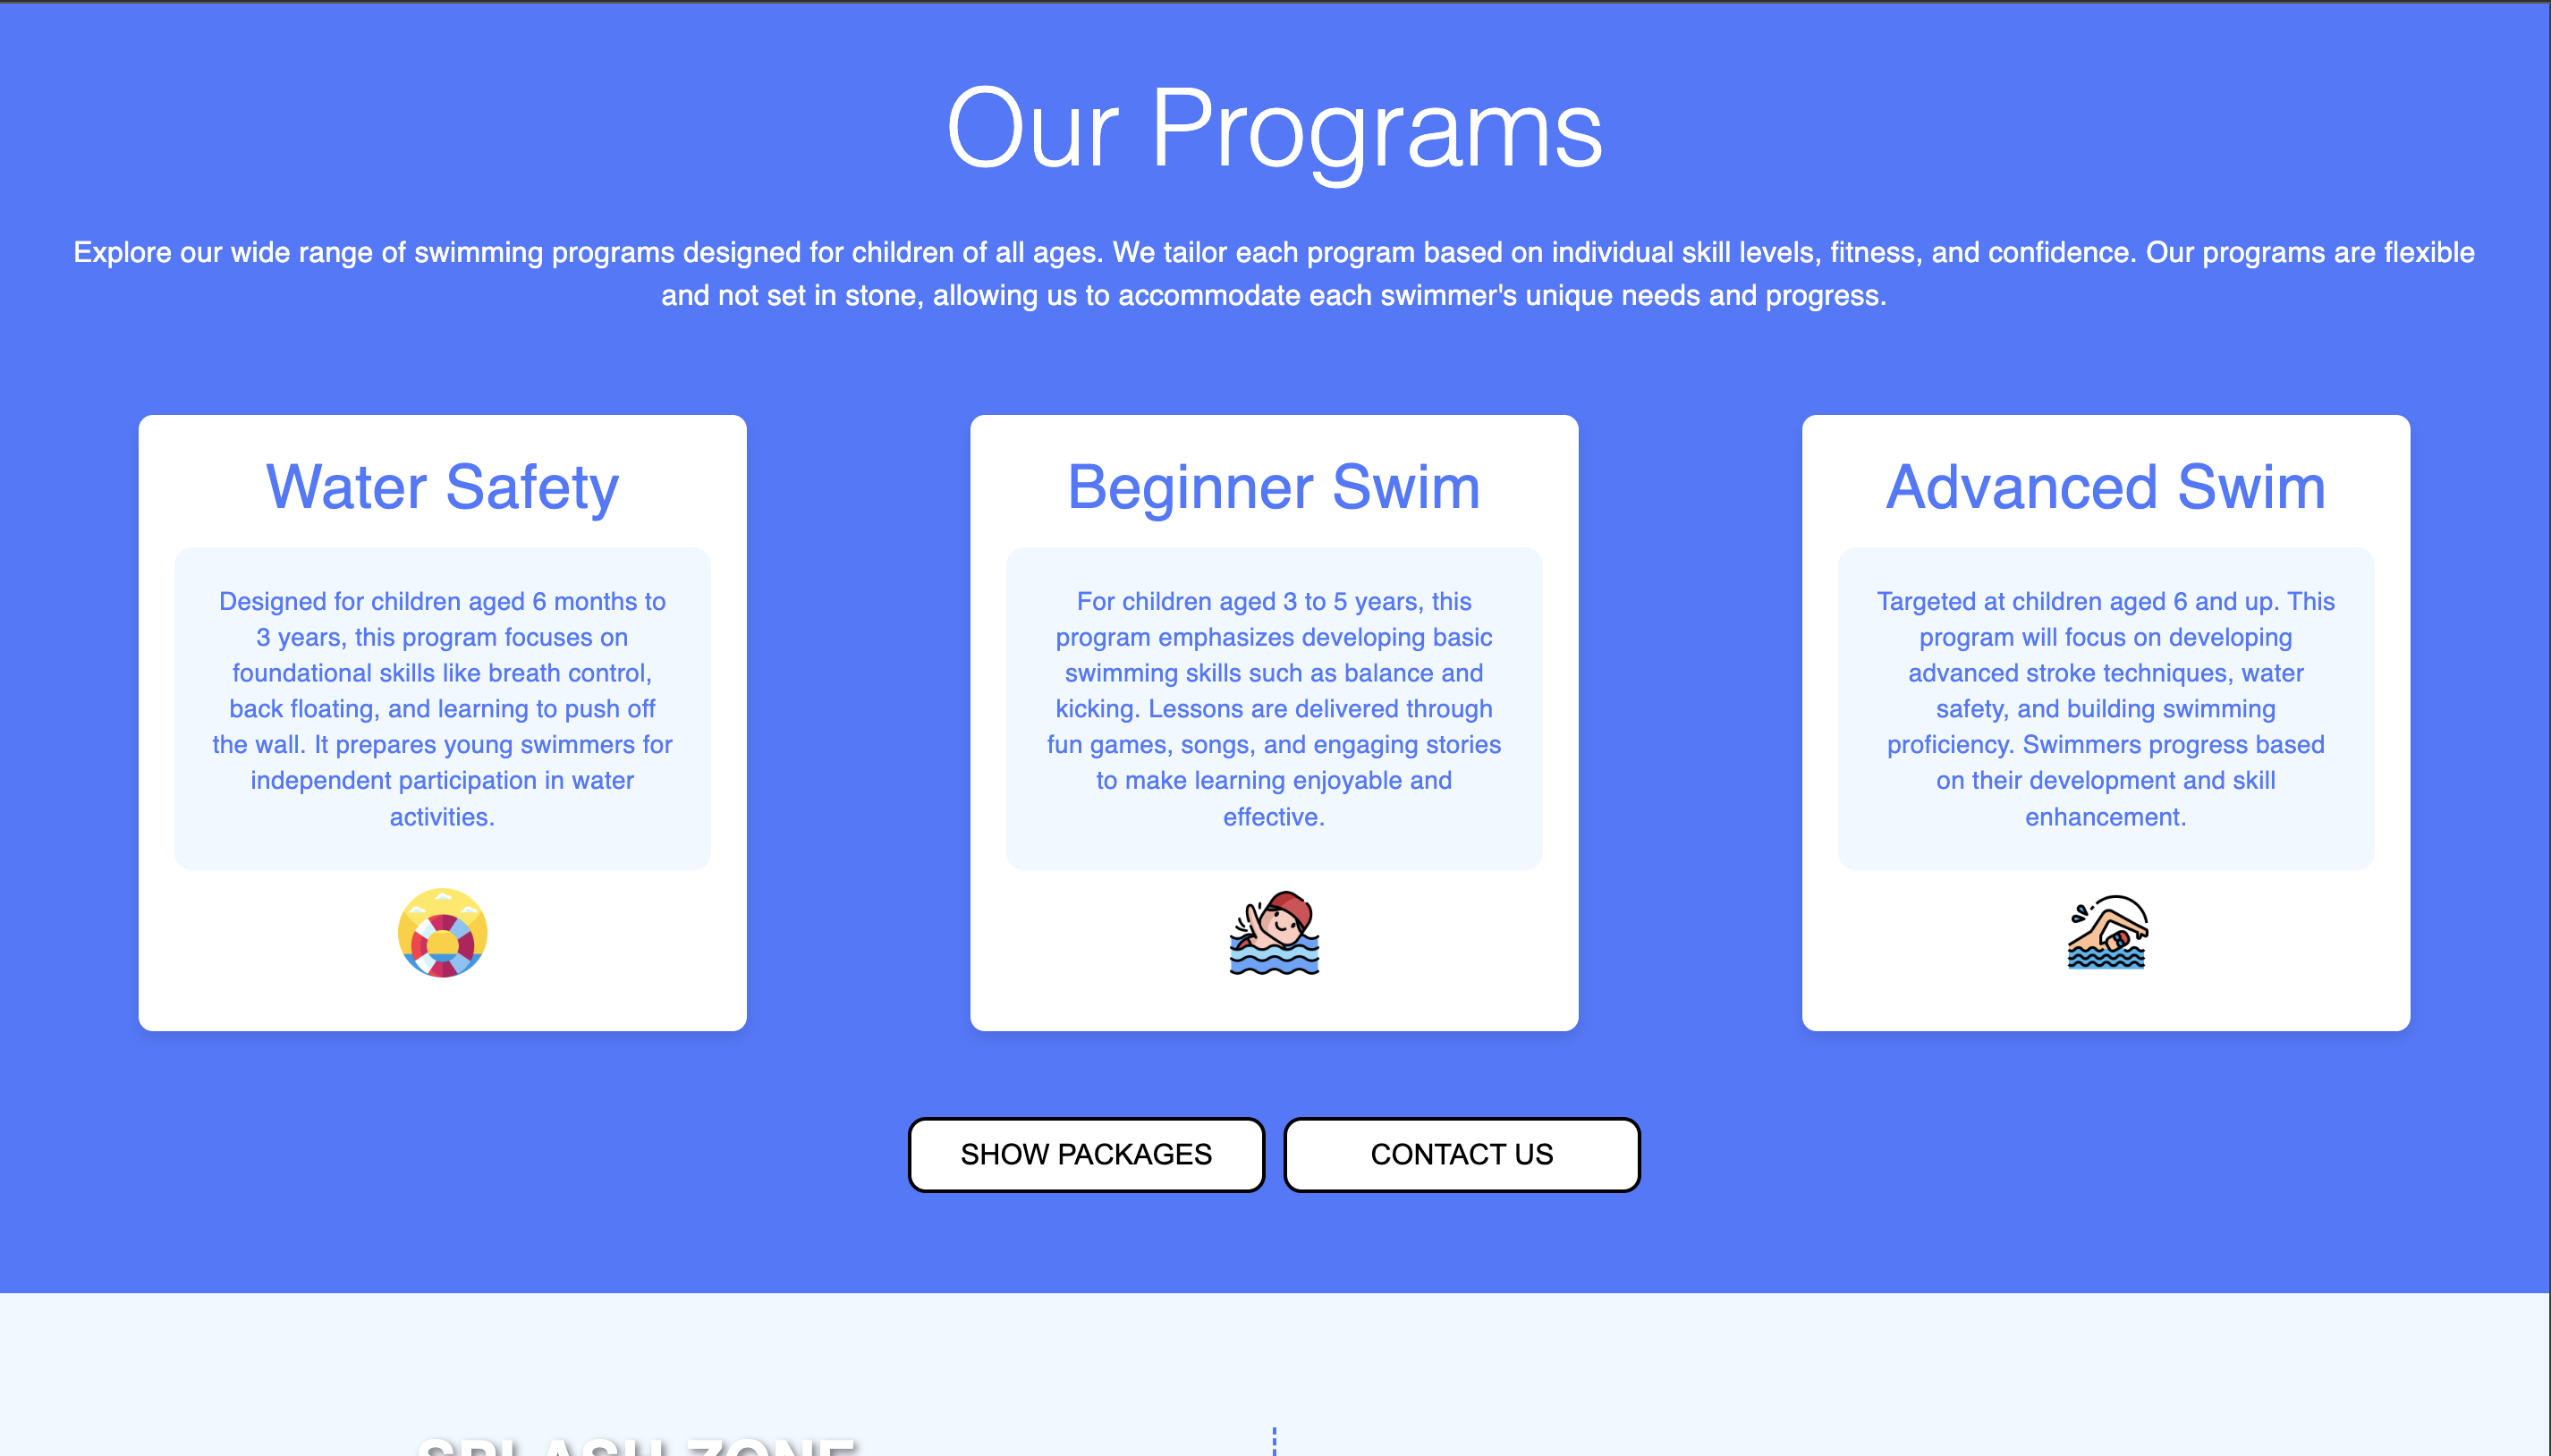 Our Programs
Explore our wide range of swimming programs designed for children of all ages. We tailor each program based on individual skill levels, fitness, and confidence. Our programs are flexible
and not set in stone, allowing us to accommodate each swimmer's unique needs and progress.
Water Safety
Designed for children aged 6 months to
3 years, this program focuses on
foundational skills like breath control,
back floating, and learning to push off
the wall. It prepares young swimmers for
independent participation in water
activities.
Beginner Swim
For children aged 3 to 5 years, this
program emphasizes developing basic
swimming skills such as balance and
kicking. Lessons are delivered through
fun games, songs, and engaging stories
to make learning enjoyable and
effective.
Advanced Swim
Targeted at children aged 6 and up. This
program will focus on developing
advanced stroke techniques, water
safety, and building swimming
proficiency. Swimmers progress based
on their development and skill
enhancement.
SHOW PACKAGES
CONTACT US
SPLASH ZONE